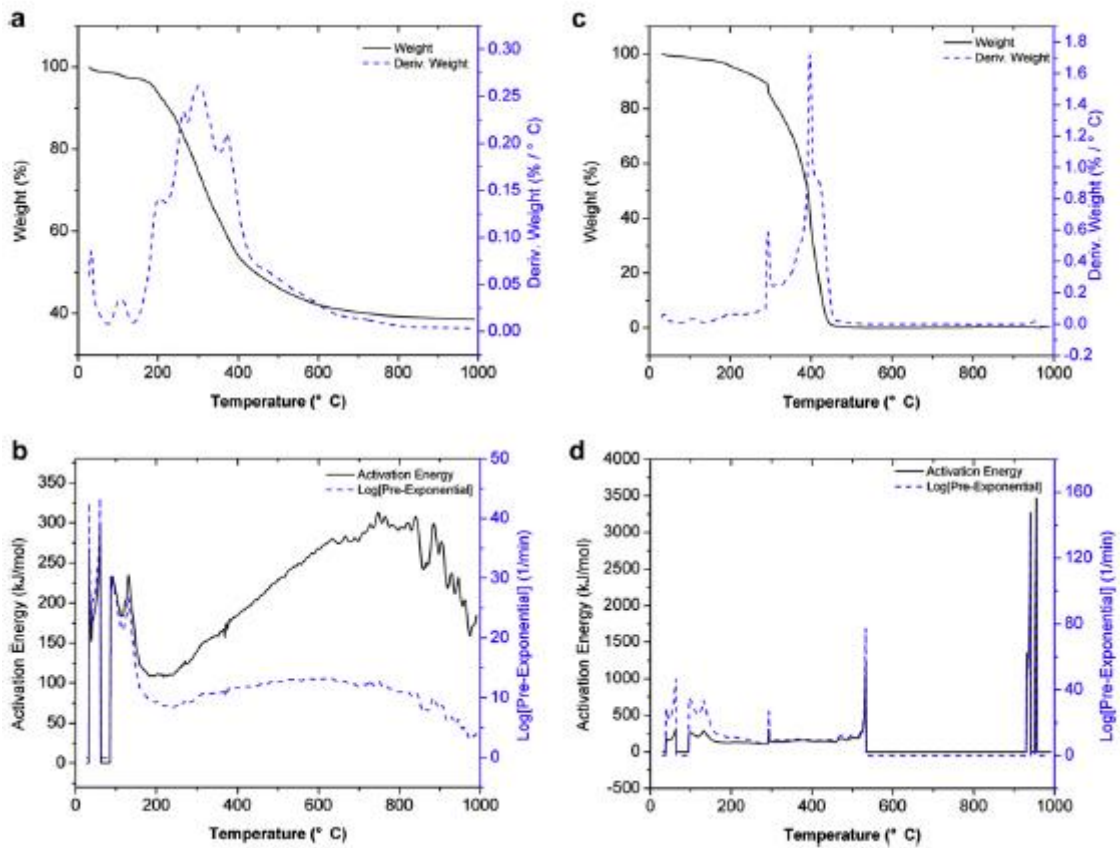 a
Weight
Deriv. Weight
100
80
60
40
0.30
0.25
0.20
0.15
0.10
0.05
0.00
Weight (%)
Deriv. Weight (% / ° C)
0 200 400 600 800 1000
Temperature (° C)
c
Weight
Deriv. Weight
100
80
60
40
20
0
1.8
1.6
1.4
1.2
1.0
0.8
0.6
0.4
0.2
0.0
-0.2
Weight (%)
Deriv. Weight (% / ° C)
0 200 400 600 800 1000
Temperature (° C)
b
Activation Energy
Log[Pre-Exponential]
350
300
250
200
150
100
50
0
50
40
30
20
10
0
Activation Energy (kJ/mol)
Log[Pre-Exponential] (1/min)
0 200 400 600 800 1000
Temperature (° C)
d
Activation Energy
Log[Pre-Exponential]
4000
3500
3000
2500
2000
1500
1000
500
0
-500
160
120
80
40
0
Activation Energy (kJ/mol)
Log[Pre-Exponential] (1/min)
0 200 400 600 800 1000
Temperature (° C)